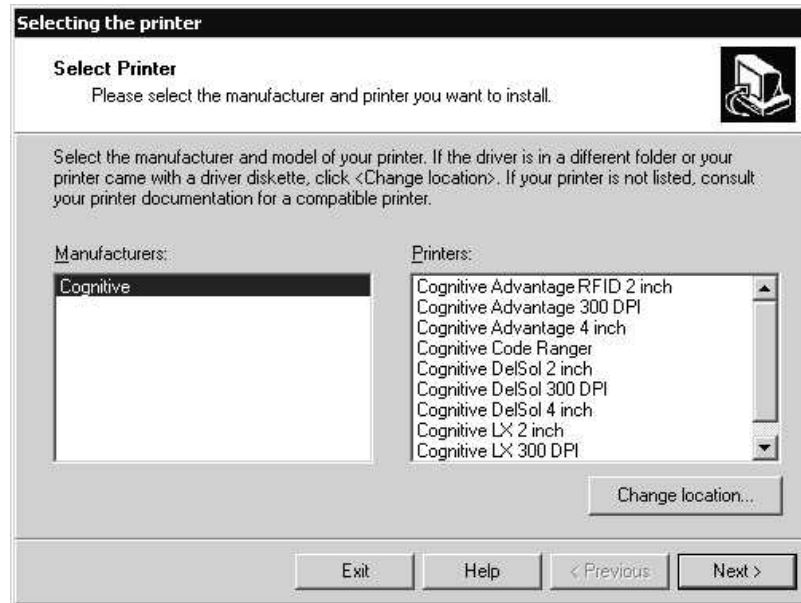 Selecting the printer
Select Printer
Please select the manufacturer and printer you want to install.
Select the manufacturer and model of your printer. If the driver is in a different folder or your
printer came with a driver diskette, click <Change location>. If your printer is not listed, consult
your printer documentation for a compatible printer.
Manufacturers:
Cognitive
Printers:
Cognitive Advantage RFID 2 inch
Cognitive Advantage 300 DPI
Cognitive Advantage 4 inch
Cognitive Code Ranger
Cognitive DelSol 2 inch
Cognitive DelSol 300 DPI
Cognitive DelSol 4 inch
Cognitive LX 2 inch
Cognitive LX 300 DPI
Change location...
Exit
Help
< Previous
Next >